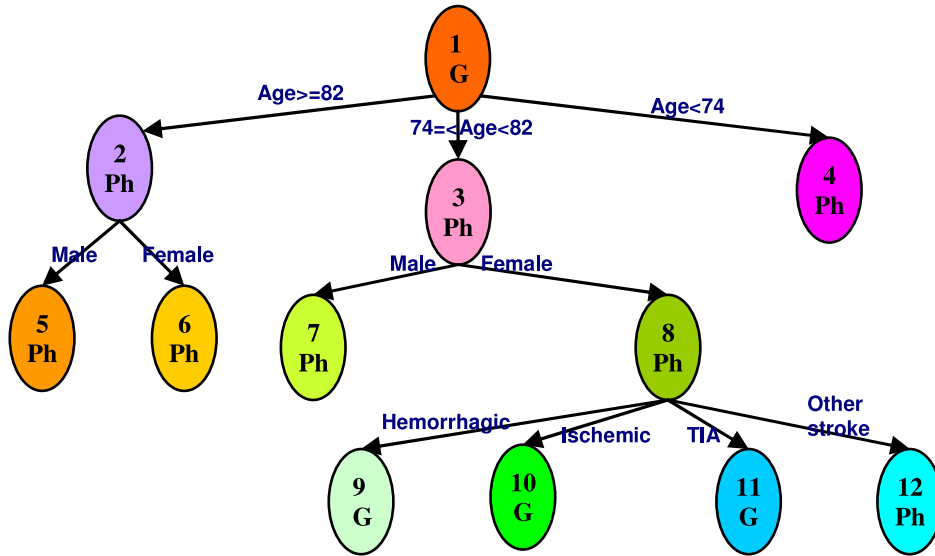 1
G
Age>=82
74=<Age<82
Age<74
2
Ph
3
Ph
4
Ph
Male
Female
Male
Female
5
Ph
6
Ph
7
Ph
8
Ph
Hemorrhagic
Ischemic
TIA
Other
stroke
9
G
10
G
11
G
12
Ph